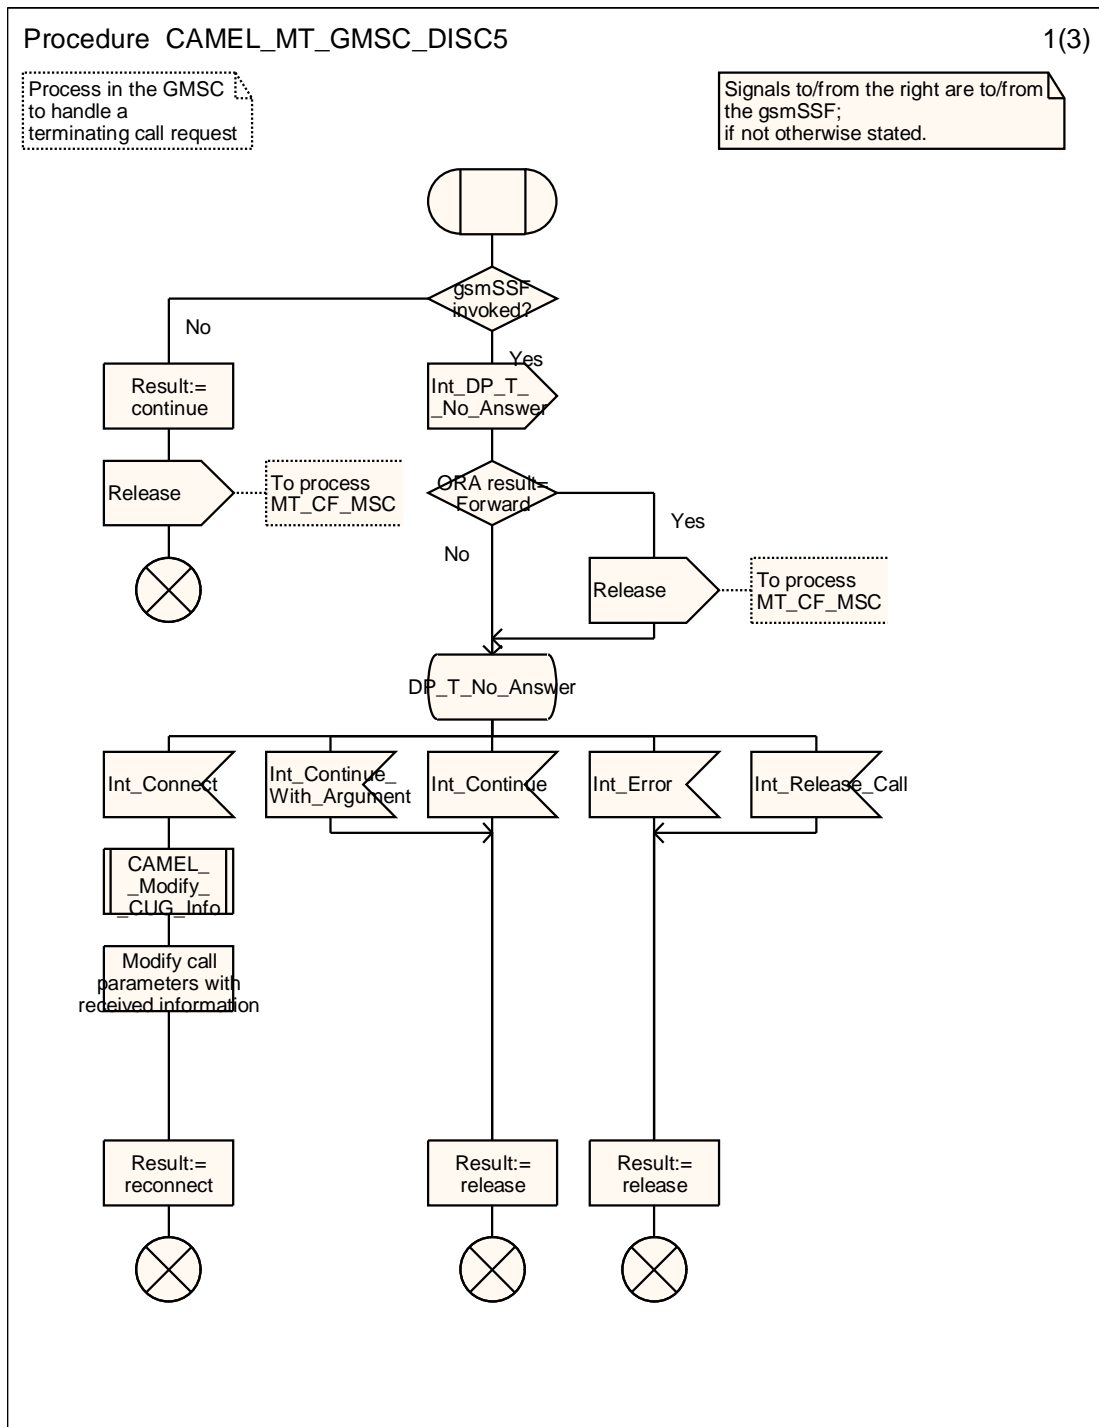 Procedure CAMEL_MT_GMSC_DISC5
1(3)
Process in the GMSC
to handle a
terminating call request
Signals to/from the right are to/from
the gsmSSF;
if not otherwise stated.
gsmSSF
invoked?
No
Yes
Result:=
continue
Int_DP_T_
_No_Answer
Release
To process
MT_CF_MSC
ORA result=
Forward
Yes
No
Release
To process
MT_CF_MSC
DP_T_No_Answer
Int_Connect
Int_Continue_
With_Argument
Int_Continue
Int_Error
Int_Release_Call
CAMEL_
_Modify_
_CUG_Info
Modify call
parameters with
received information
Result:=
reconnect
Result:=
release
Result:=
release